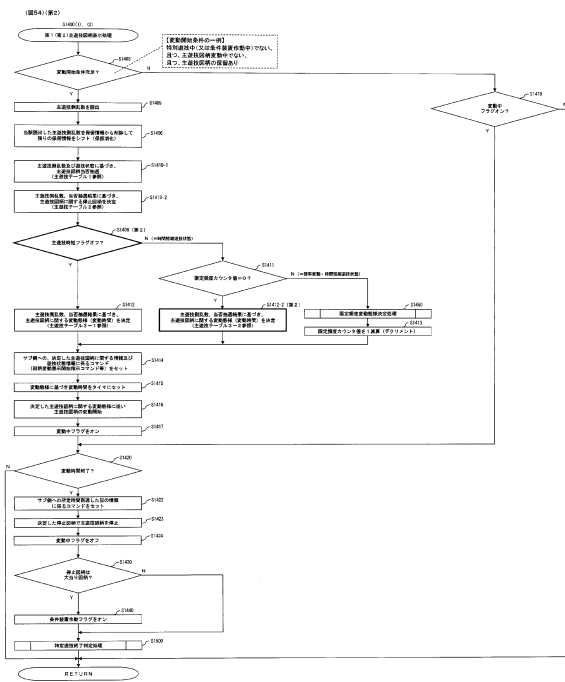 (図54)(第2)
S1400(1), (2)
第1(第2)主遊技図柄表示処理
【変動開始条件の一例】
特別遊技中(又は条件装置作動中)でない、
且つ、主遊技図柄変動中でない、
且つ、主遊技図柄の保留あり
S1403
変動開始条件充足?
N
Y
S1419
変動中
フラグオン?
N
Y
S1405
主遊技側乱数を読出
S1406
当該読出した主遊技側乱数を保留情報から削除して
残りの保留情報をシフト(保留消化)
S1410-1
主遊技側乱数及び遊技状態に基づき、
主遊技図柄当否抽選
(主遊技テーブル1参照)
S1410-2
主遊技側乱数、当否抽選結果に基づき、
主遊技図柄に関する停止図柄を決定
(主遊技テーブル2参照)
S1408 (第2)
主遊技時短フラグオフ?
N (=時間短縮遊技状態)
Y
S1411
限定頻度カウンタ値=0?
N (=確率変動・時間短縮遊技状態)
Y
S1412
主遊技側乱数、当否抽選結果に基づき、
主遊技図柄に関する変動態様(変動時間)を決定
(主遊技テーブル3-1参照)
S1412-2 (第2)
主遊技側乱数、当否抽選結果に基づき、
主遊技図柄に関する変動態様(変動時間)を決定
(主遊技テーブル3-2参照)
S1450
限定頻度変動態様決定処理
S1413
限定頻度カウンタ値を1減算(デクリメント)
S1414
サブ側への、決定した主遊技図柄に関する情報及び
遊技状態情報に係るコマンド
(図柄変動表示開始指示コマンド等)をセット
S1415
変動態様に基づき変動時間をタイマにセット
S1416
決定した主遊技図柄に関する変動態様に従い
主遊技図柄の変動開始
S1417
変動中フラグをオン
S1420
変動時間終了?
N
Y
S1422
サブ側への所定時間到達した旨の情報
に係るコマンドをセット
S1423
決定した停止図柄で主遊技図柄を停止
S1424
変動中フラグをオフ
S1430
停止図柄は
大当り図柄?
N
Y
S1440
条件装置作動フラグをオン
S1500
特定遊技終了判定処理
RETURN